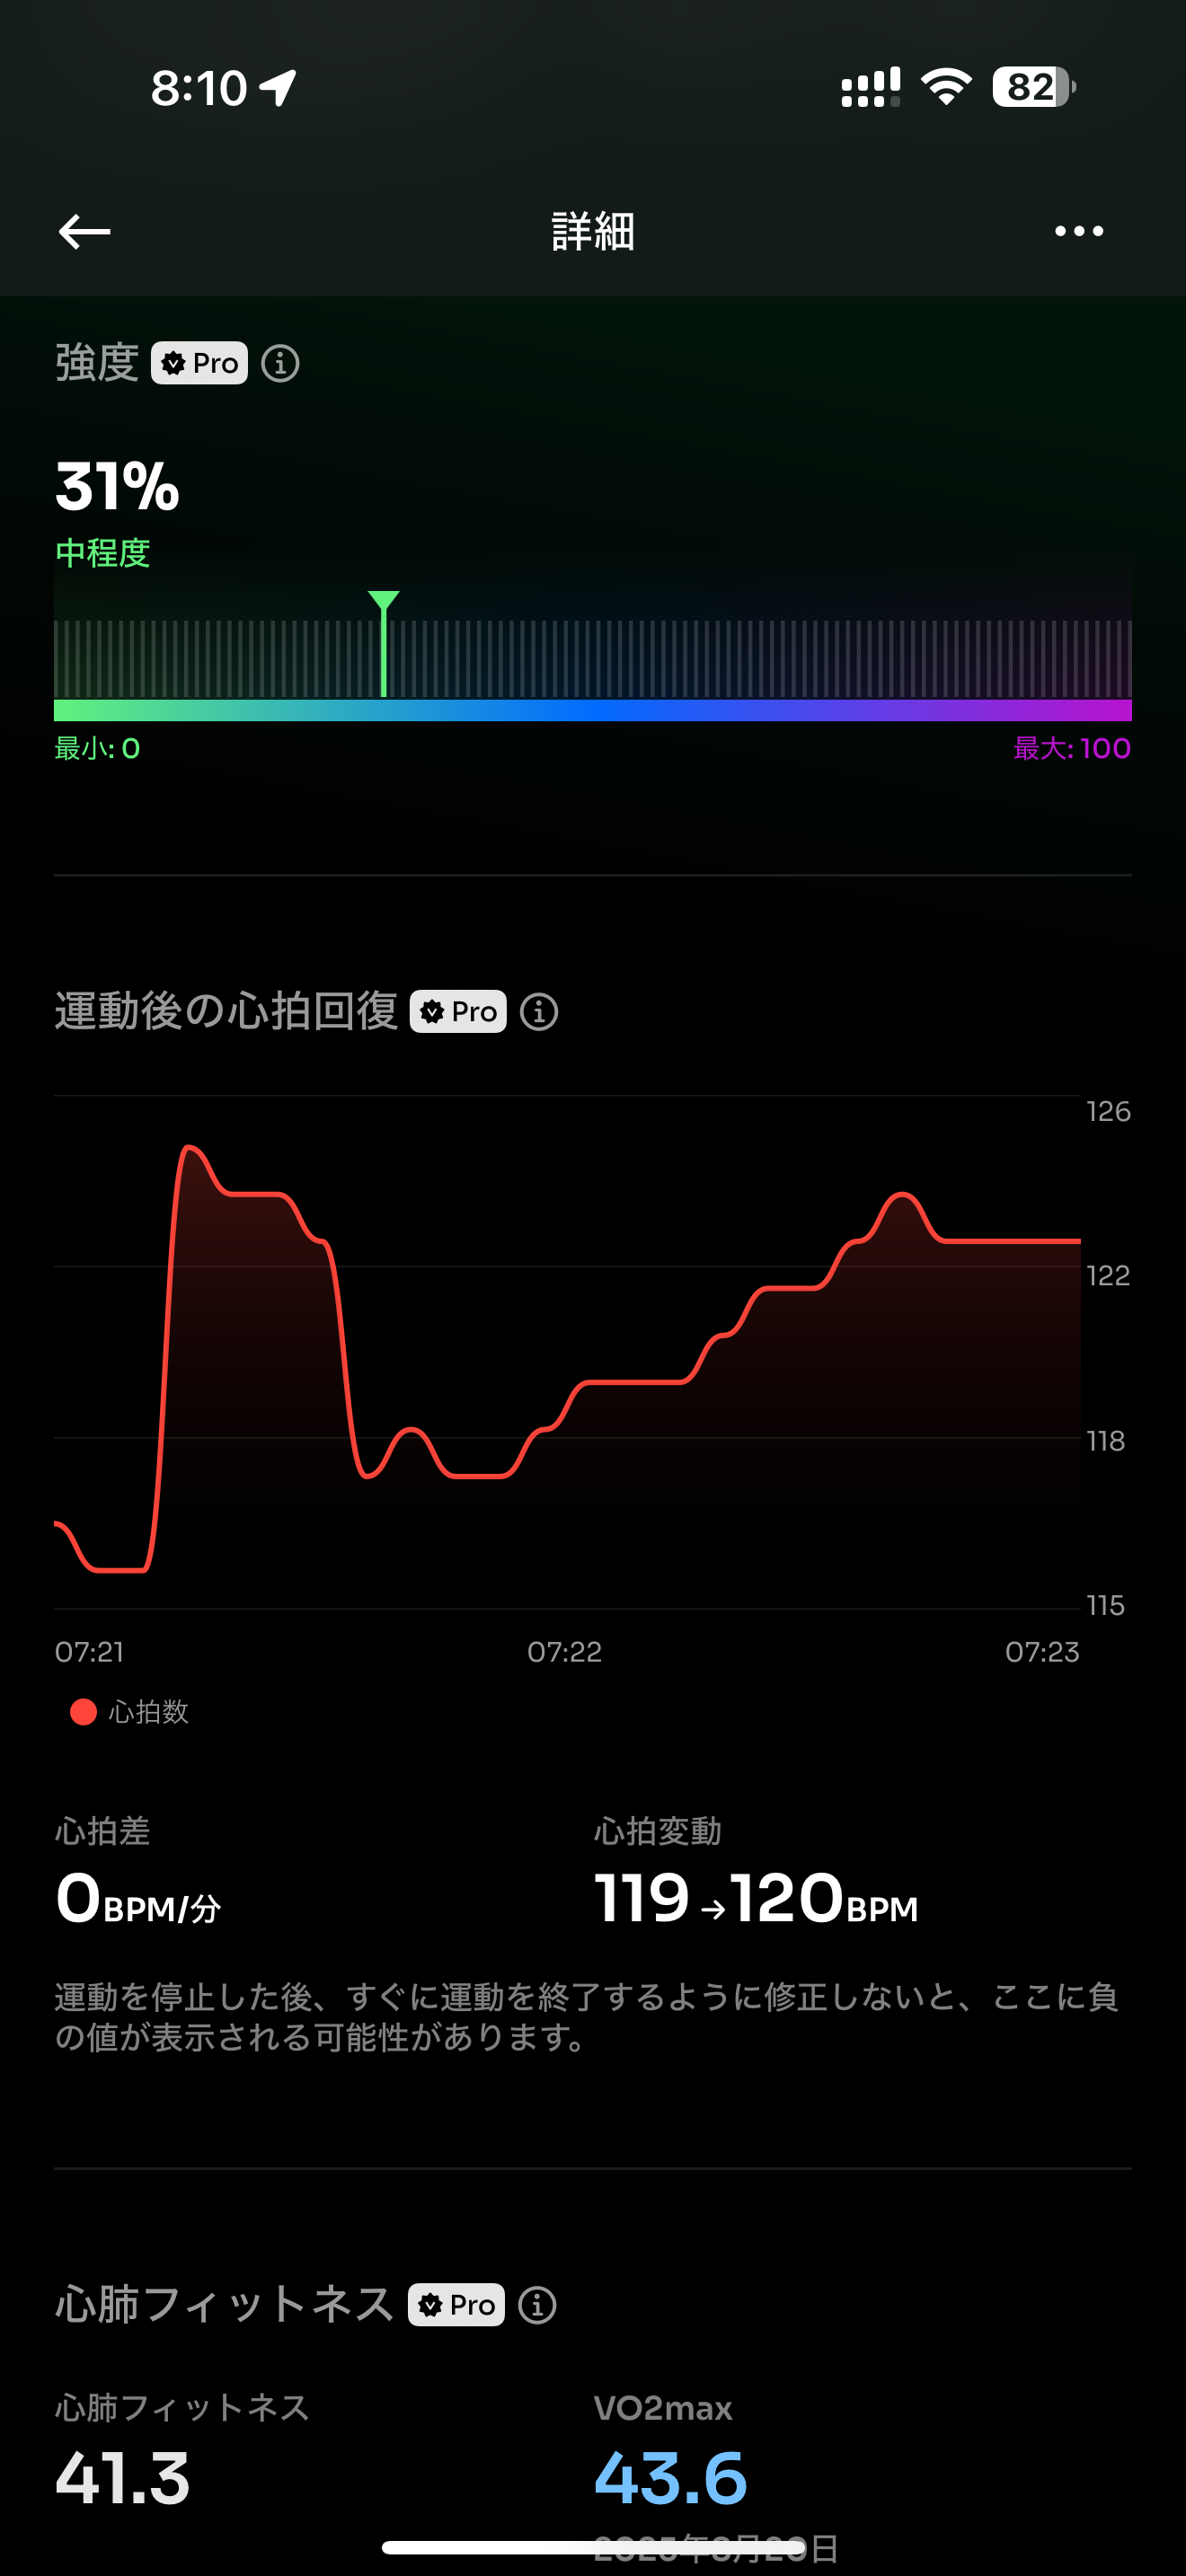 8:10
82
詳細
強度 Pro
31%
中程度
最小: 0
最大: 100
運動後の心拍回復 Pro
126
122
118
115
07:21 07:22 07:23
心拍数
心拍差 心拍変動
0BPM/分 119→120BPM
運動を停止した後、すぐに運動を終了するように修正しないと、ここに負
の値が表示される可能性があります。
心肺フィットネス Pro
心肺フィットネス VO2max
41.3 43.6